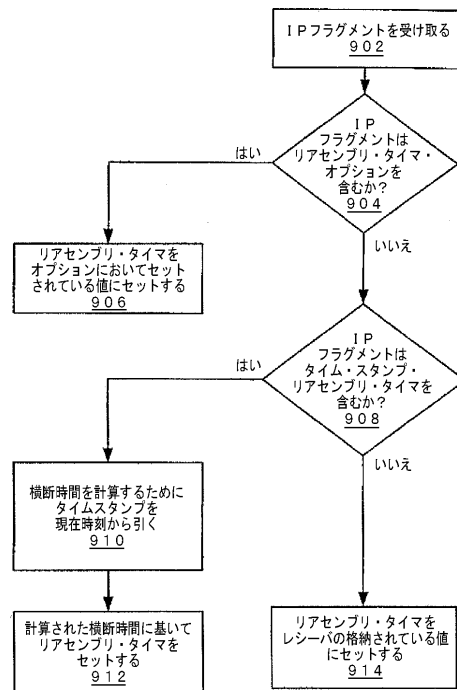 IPフラグメントを受け取る
902
IP
フラグメントは
リアセンブリ・タイマ・
オプションを
含むか?
904
はい
いいえ
リアセンブリ・タイマを
オプションにおいてセット
されている値にセットする
906
IP
フラグメントは
タイム・スタンプ・
リアセンブリ・タイマを
含むか?
908
はい
いいえ
横断時間を計算するために
タイムスタンプを
現在時刻から引く
910
計算された横断時間に基いて
リアセンブリ・タイマを
セットする
912
リアセンブリ・タイマを
レシーバの格納されている値
にセットする
914